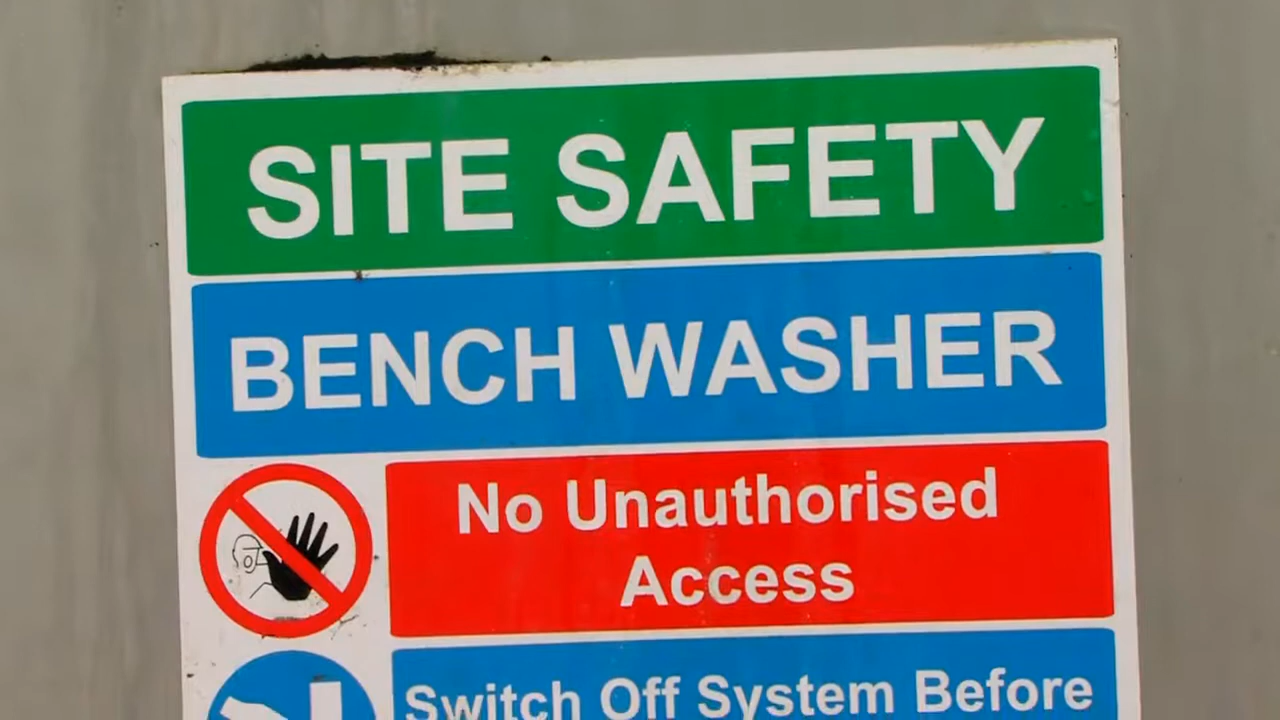 SITE SAFETY
BENCH WASHER
No Unauthorised
Access
Switch Off System Before